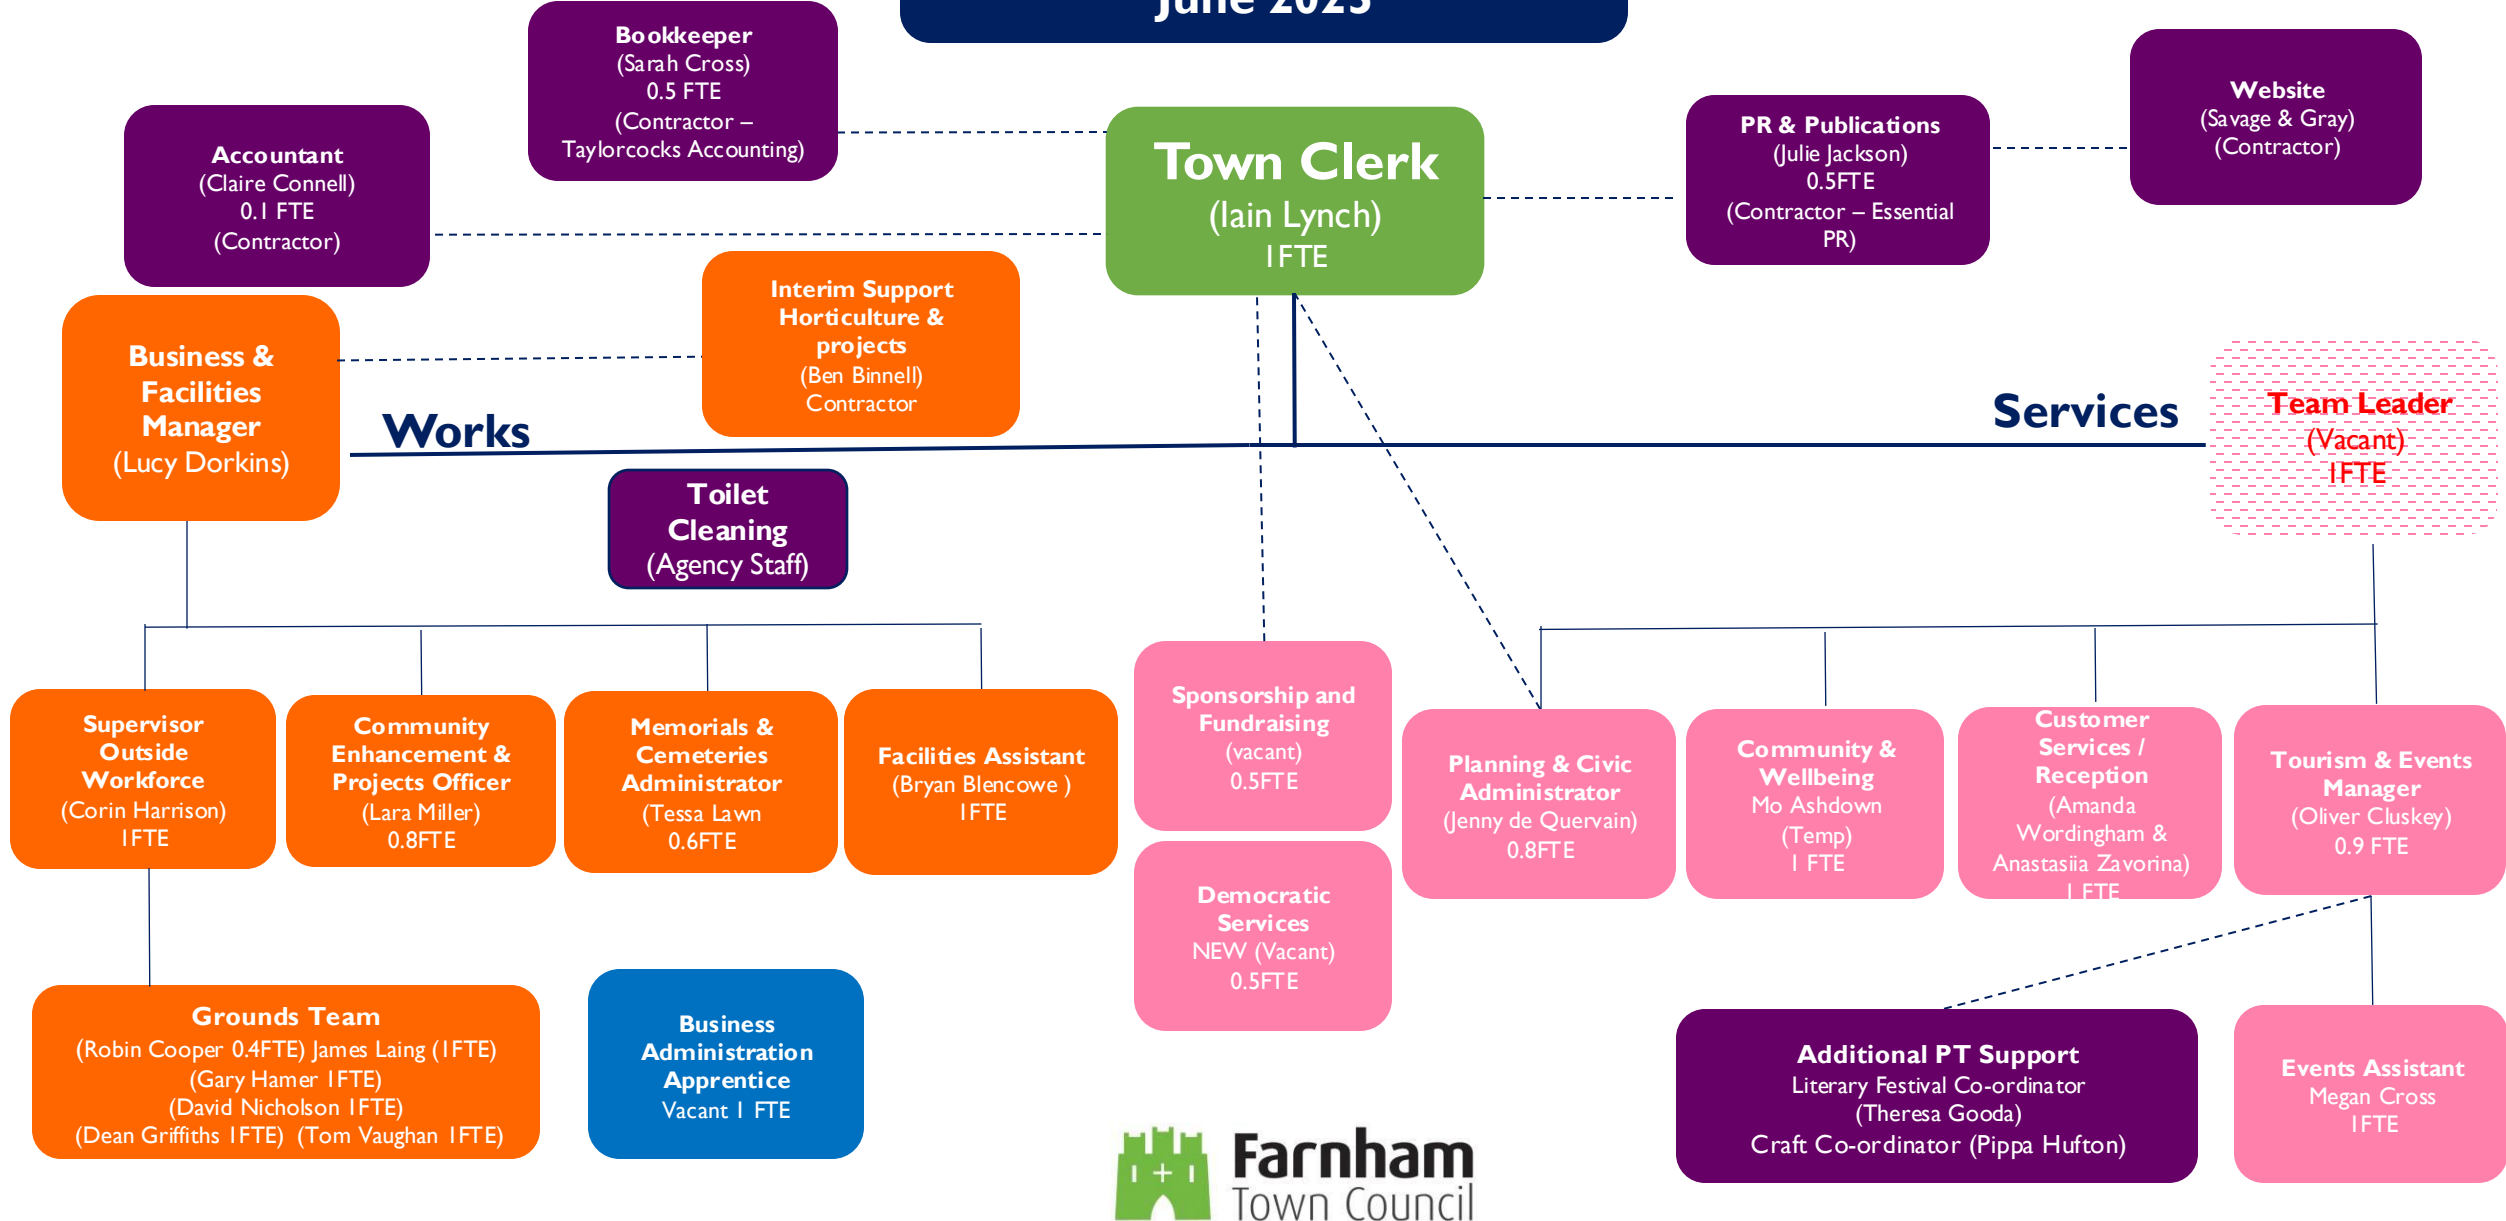 June 2025
Bookkeeper
(Sarah Cross)
0.5 FTE
(Contractor –
Taylorcocks Accounting)
Website
(Savage & Gray)
(Contractor)
Accountant
(Claire Connell)
0.1 FTE
(Contractor)
Town Clerk
(Iain Lynch)
1FTE
PR & Publications
(Julie Jackson)
0.5FTE
(Contractor – Essential
PR)
Interim Support
Horticulture &
projects
(Ben Binnell)
Contractor
Business &
Facilities
Manager
(Lucy Dorkins)
Works
Services
Team Leader
(Vacant)
1FTE
Toilet
Cleaning
(Agency Staff)
Supervisor
Outside
Workforce
(Corin Harrison)
1FTE
Community
Enhancement &
Projects Officer
(Lara Miller)
0.8FTE
Memorials &
Cemeteries
Administrator
(Tessa Lawn
0.6FTE
Facilities Assistant
(Bryan Blencowe )
1FTE
Sponsorship and
Fundraising
(vacant)
0.5FTE
Planning & Civic
Administrator
(Jenny de Quervain)
0.8FTE
Community &
Wellbeing
Mo Ashdown
(Temp)
1 FTE
Customer
Services /
Reception
(Amanda
Wordingham &
Anastasiia Zavorina)
1 FTE
Tourism & Events
Manager
(Oliver Cluskey)
0.9 FTE
Democratic
Services
NEW (Vacant)
0.5FTE
Grounds Team
(Robin Cooper 0.4FTE) James Laing (1FTE)
(Gary Hamer 1FTE)
(David Nicholson 1FTE)
(Dean Griffiths 1FTE) (Tom Vaughan 1FTE)
Business
Administration
Apprentice
Vacant 1 FTE
Additional PT Support
Literary Festival Co-ordinator
(Theresa Gooda)
Craft Co-ordinator (Pippa Hufton)
Events Assistant
Megan Cross
1FTE
Farnham
Town Council